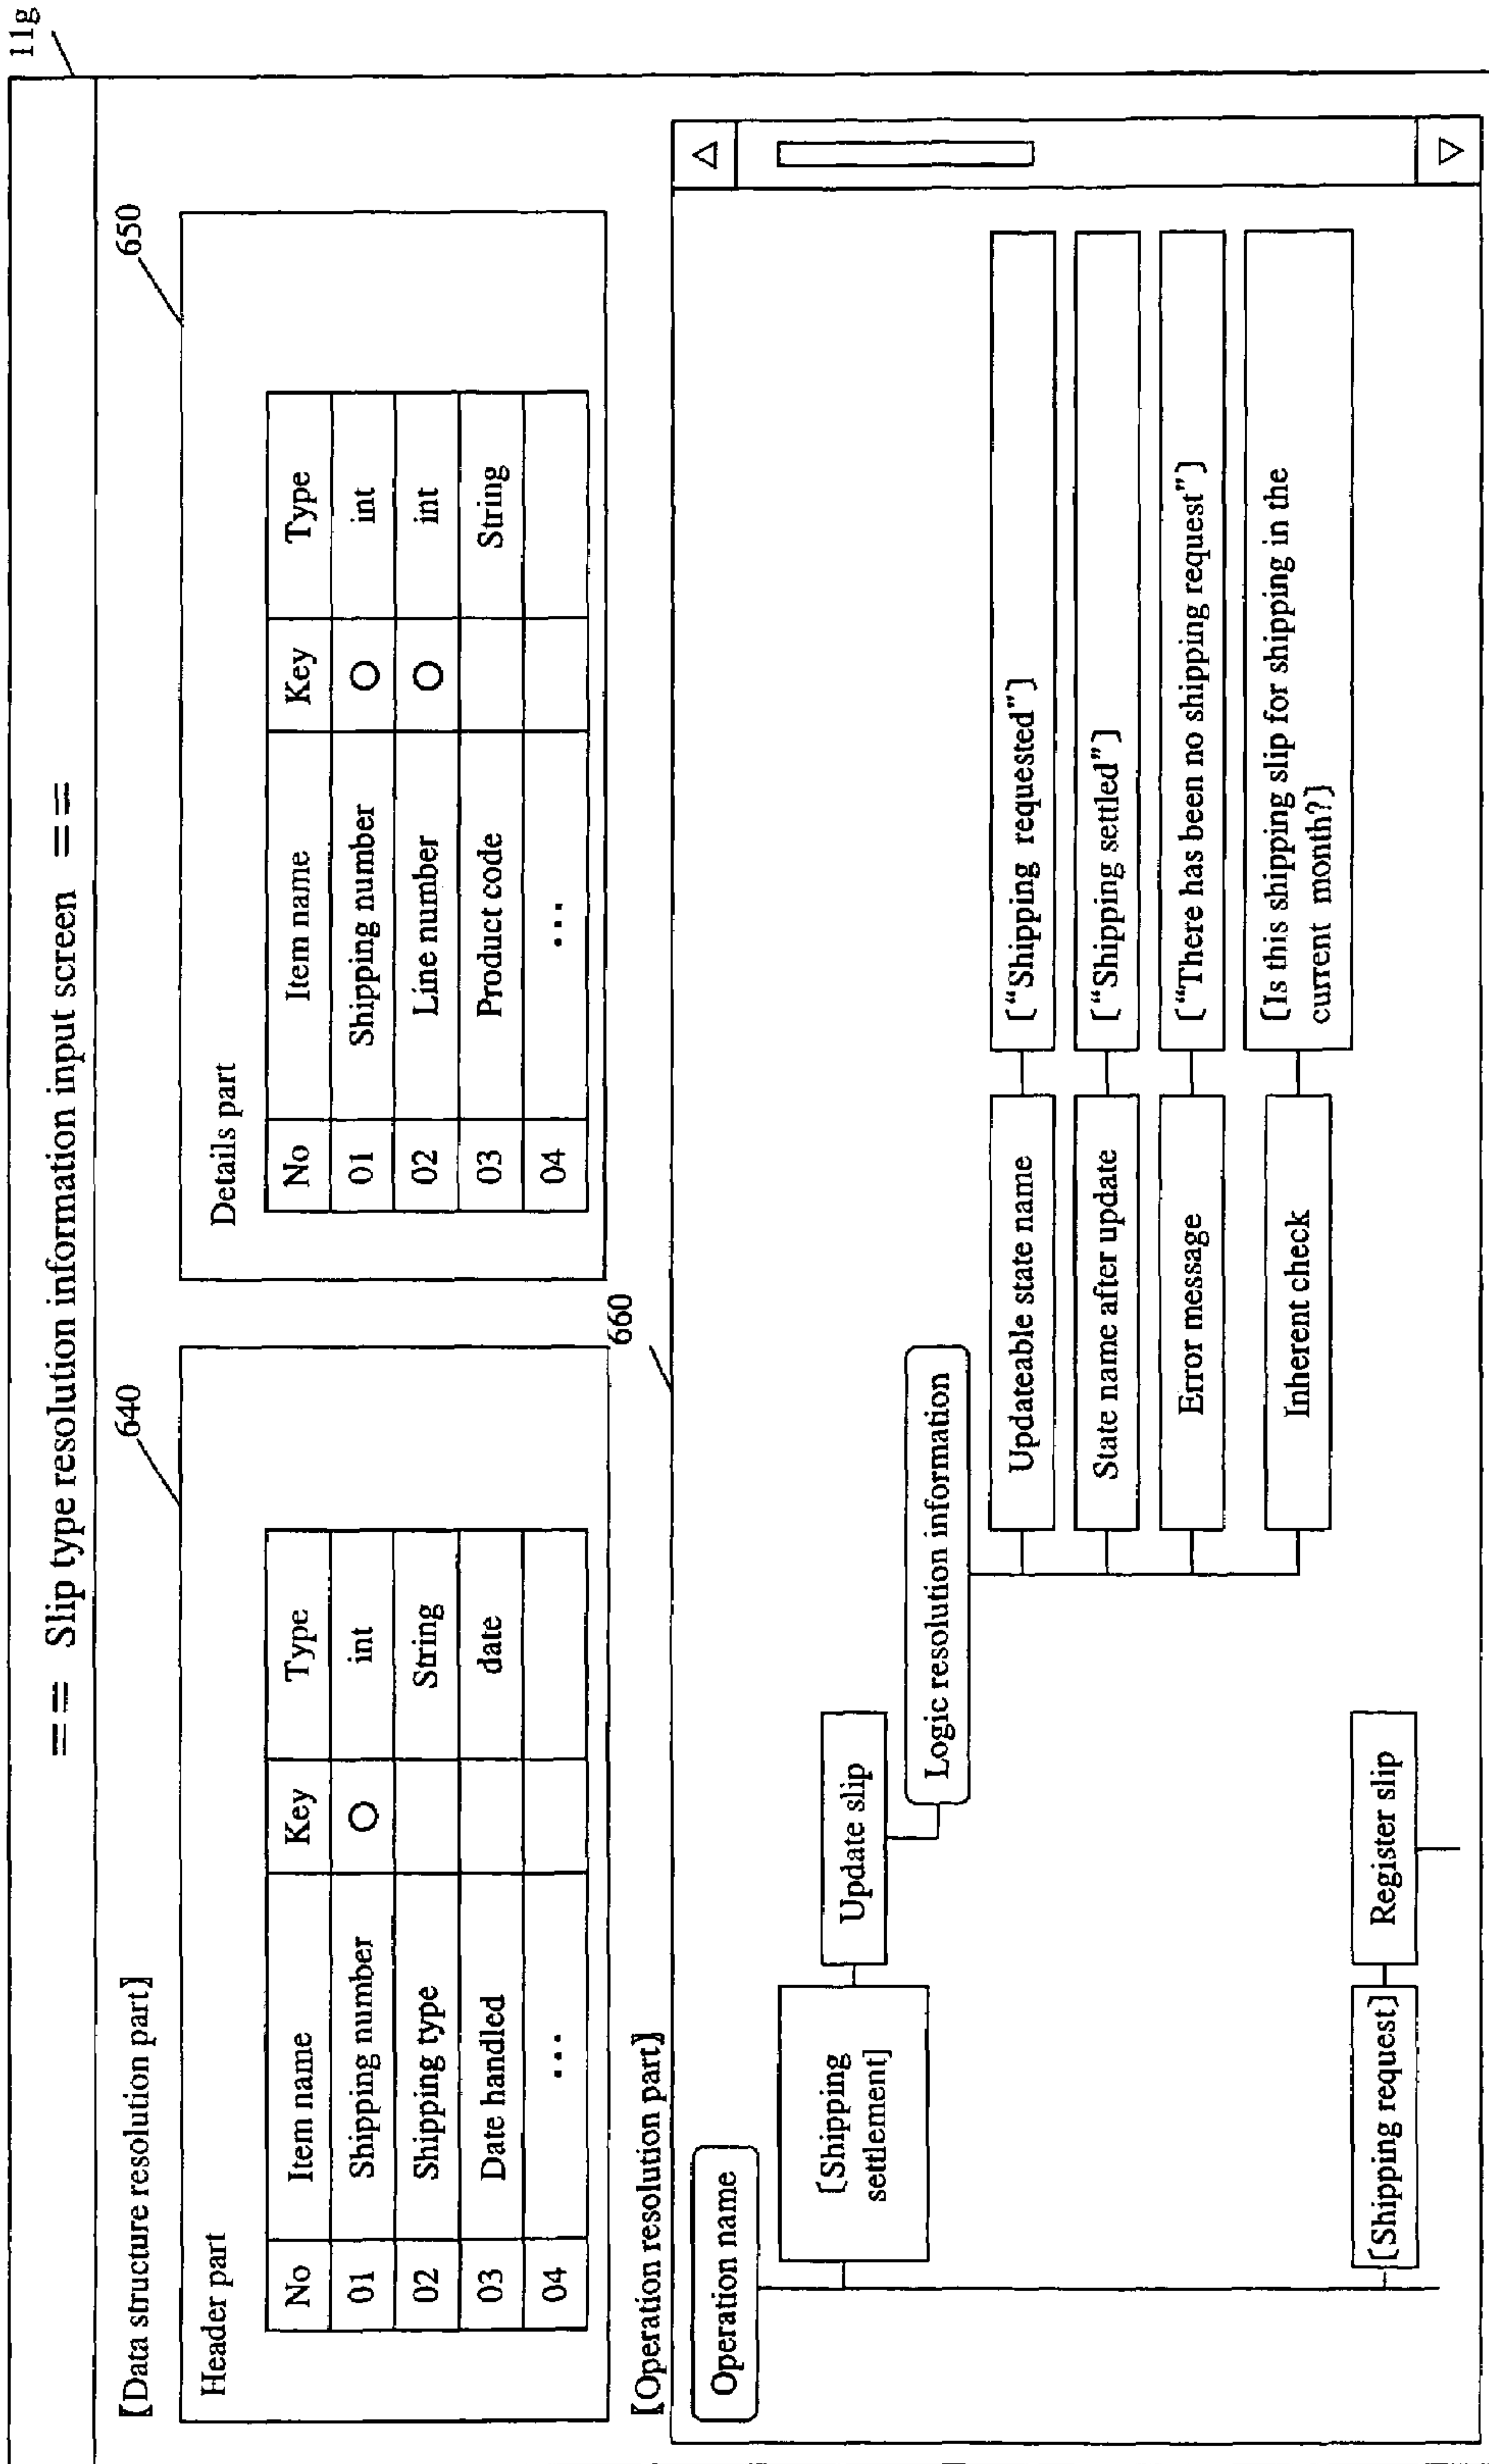 11g
== Slip type resolution information input screen ==
【Data structure resolution part】
640
Header part
No Item name Key Type
01 Shipping number ○ int
02 Shipping type String
03 Date handled date
04 ...
650
Details part
No Item name Key Type
01 Shipping number ○ int
02 Line number ○ int
03 Product code String
04 ...
【Operation resolution part】
660
Operation name
[Shipping
settlement]
Update slip
Logic resolution information
Updateable state name
[“Shipping requested”]
State name after update
[“Shipping settled”]
Error message
[“There has been no shipping request”]
Inherent check
[Is this shipping slip for shipping in the
current month?]
[Shipping request]
Register slip